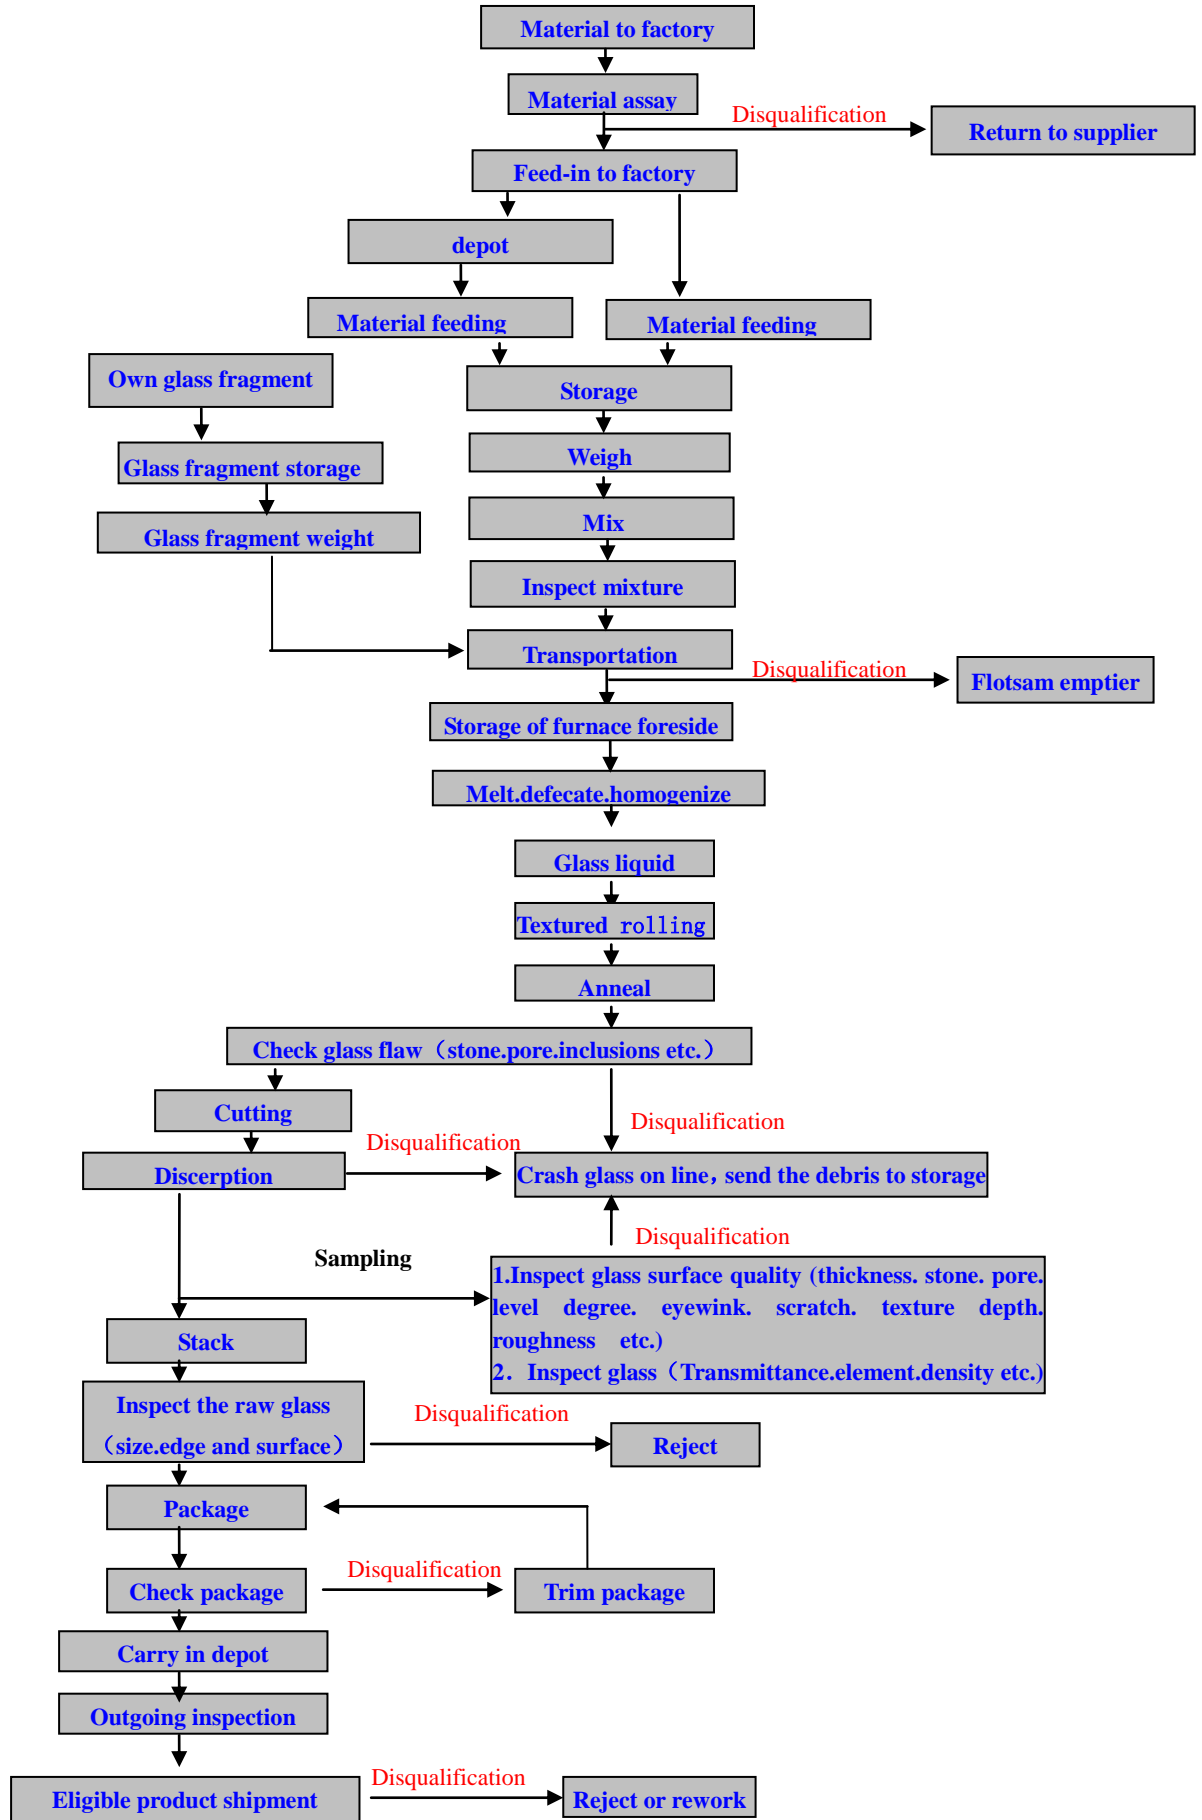 Material to factory
Material assay
Disqualification
Return to supplier
Feed-in to factory
depot
Material feeding
Material feeding
Own glass fragment
Storage
Glass fragment storage
Weigh
Glass fragment weight
Mix
Inspect mixture
Transportation
Disqualification
Flotsam emptier
Storage of furnace foreside
Melt.defecate.homogenize
Glass liquid
Textured rolling
Anneal
Check glass flaw（stone.pore.inclusions etc.）
Cutting
Disqualification
Disqualification
Discerption
Crash glass on line，send the debris to storage
Disqualification
Sampling
1.Inspect glass surface quality (thickness. stone. pore.
level degree. eyewink. scratch. texture depth.
roughness etc.)
2．Inspect glass（Transmittance.element.density etc.)
Stack
Inspect the raw glass
（size.edge and surface）
Disqualification
Reject
Package
Check package
Disqualification
Trim package
Carry in depot
Outgoing inspection
Eligible product shipment
Disqualification
Reject or rework